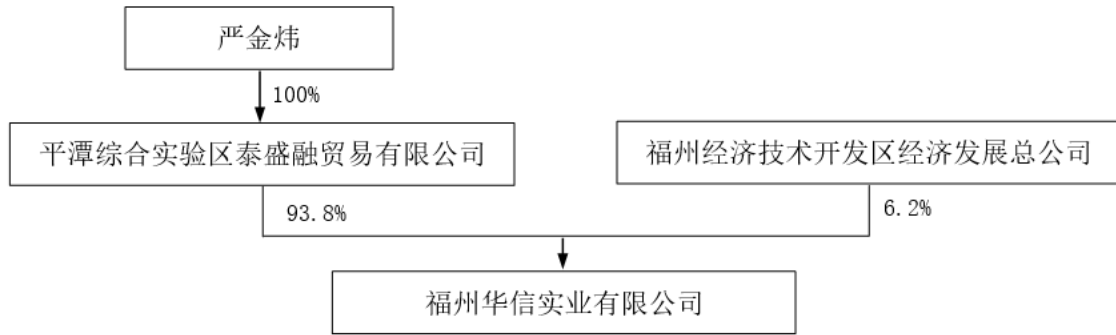 严金炜
100%
平潭综合实验区泰盛融贸易有限公司
福州经济技术开发区经济发展总公司
93.8%
6.2%
福州华信实业有限公司